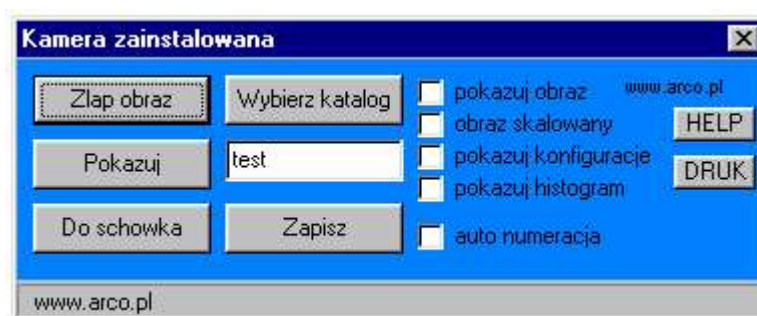 Kamera zainstalowana
Zlap obraz
Wybierz katalog
pokazuj obraz
www.arco.pl
obraz skalowany
HELP
Pokazuj
test
pokazuj konfiguracje
DRUK
pokazuj histogram
Do schowka
Zapisz
auto numeracja
www.arco.pl